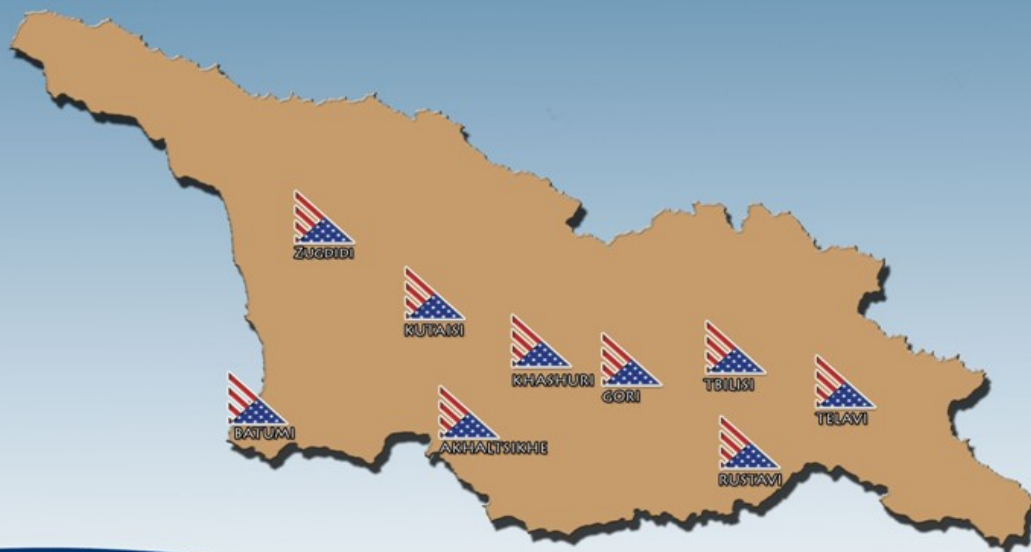 ZUGDIDI
KUTAISI
KHASHURI
GORI
TBILISI
TELAVI
BATUMI
AKHALTSIKHE
RUSTAVI